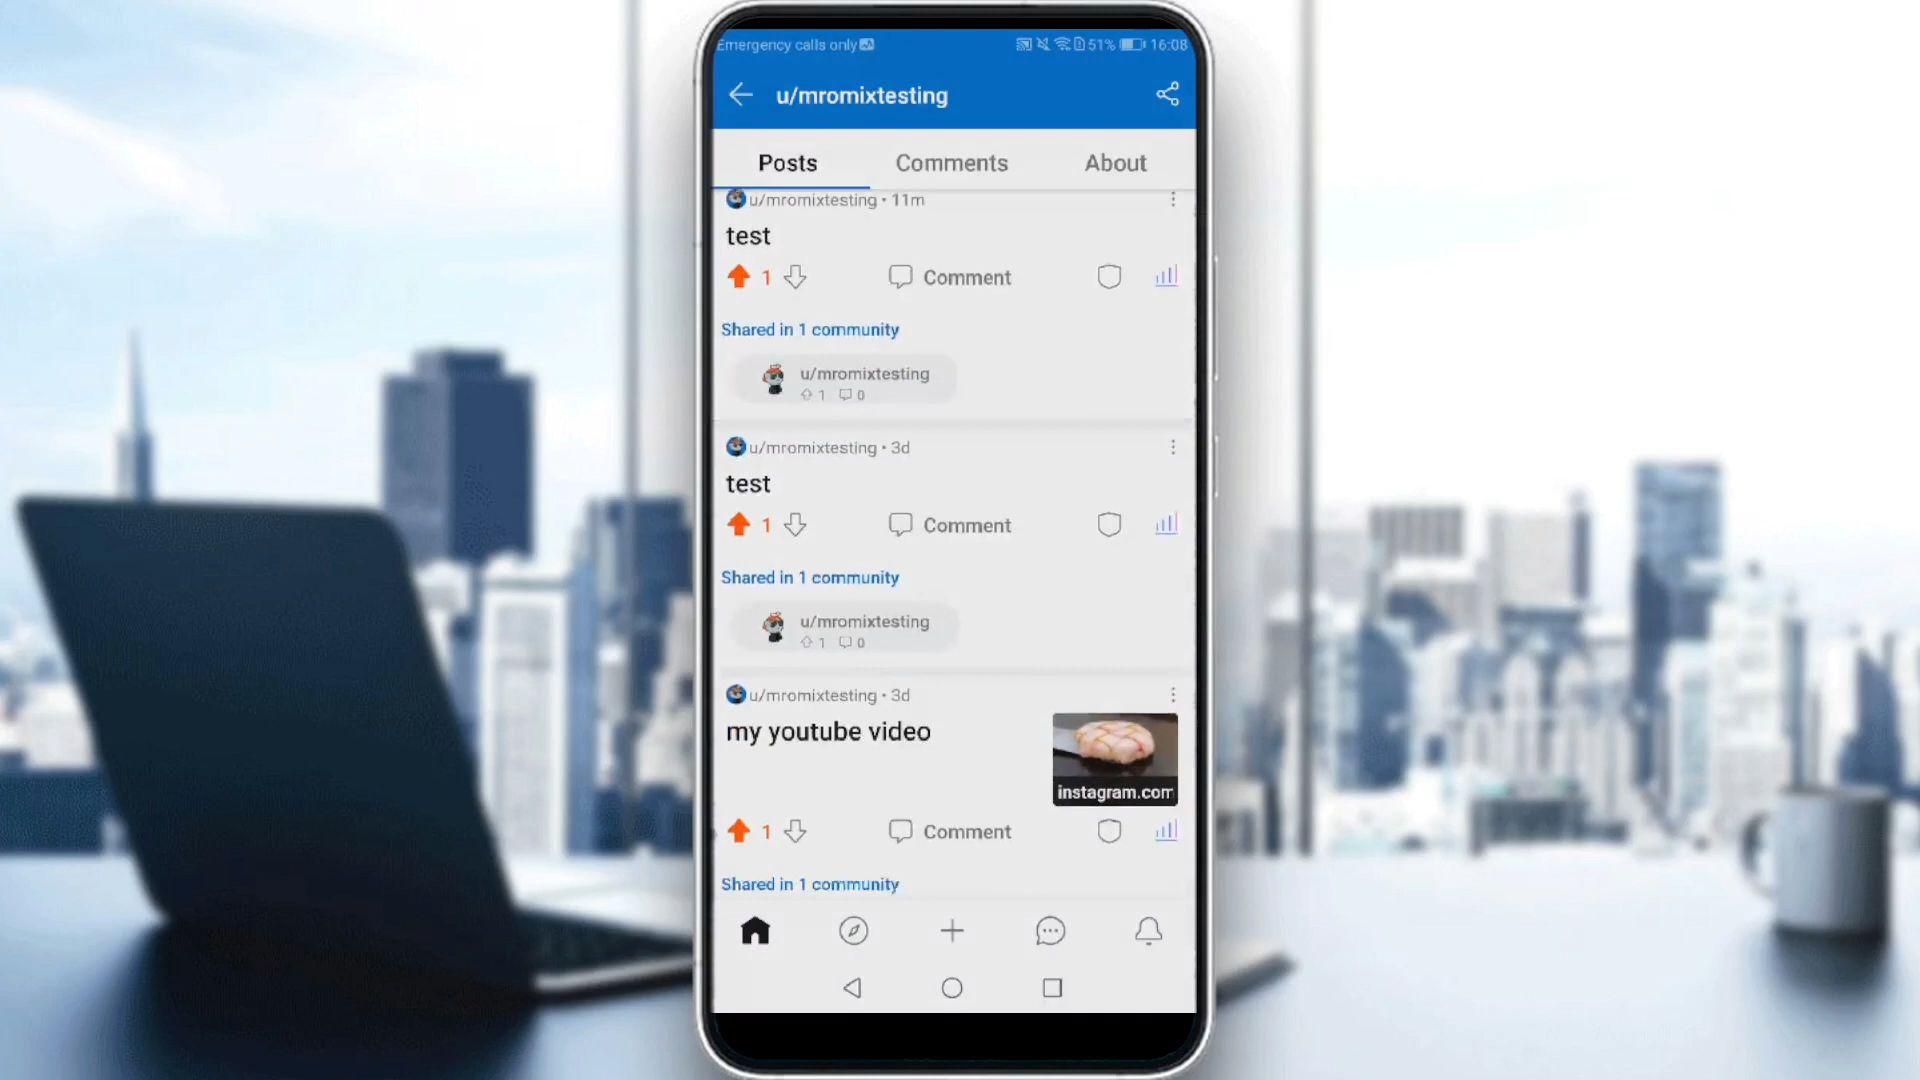 Emergency calls only 51% 16:08
u/mromixtesting
Posts Comments About
u/mromixtesting • 11m
test
1 Comment
Shared in 1 community
u/mromixtesting
1 0
u/mromixtesting • 3d
test
1 Comment
Shared in 1 community
u/mromixtesting
1 0
u/mromixtesting • 3d
my youtube video
instagram.com
1 Comment
Shared in 1 community